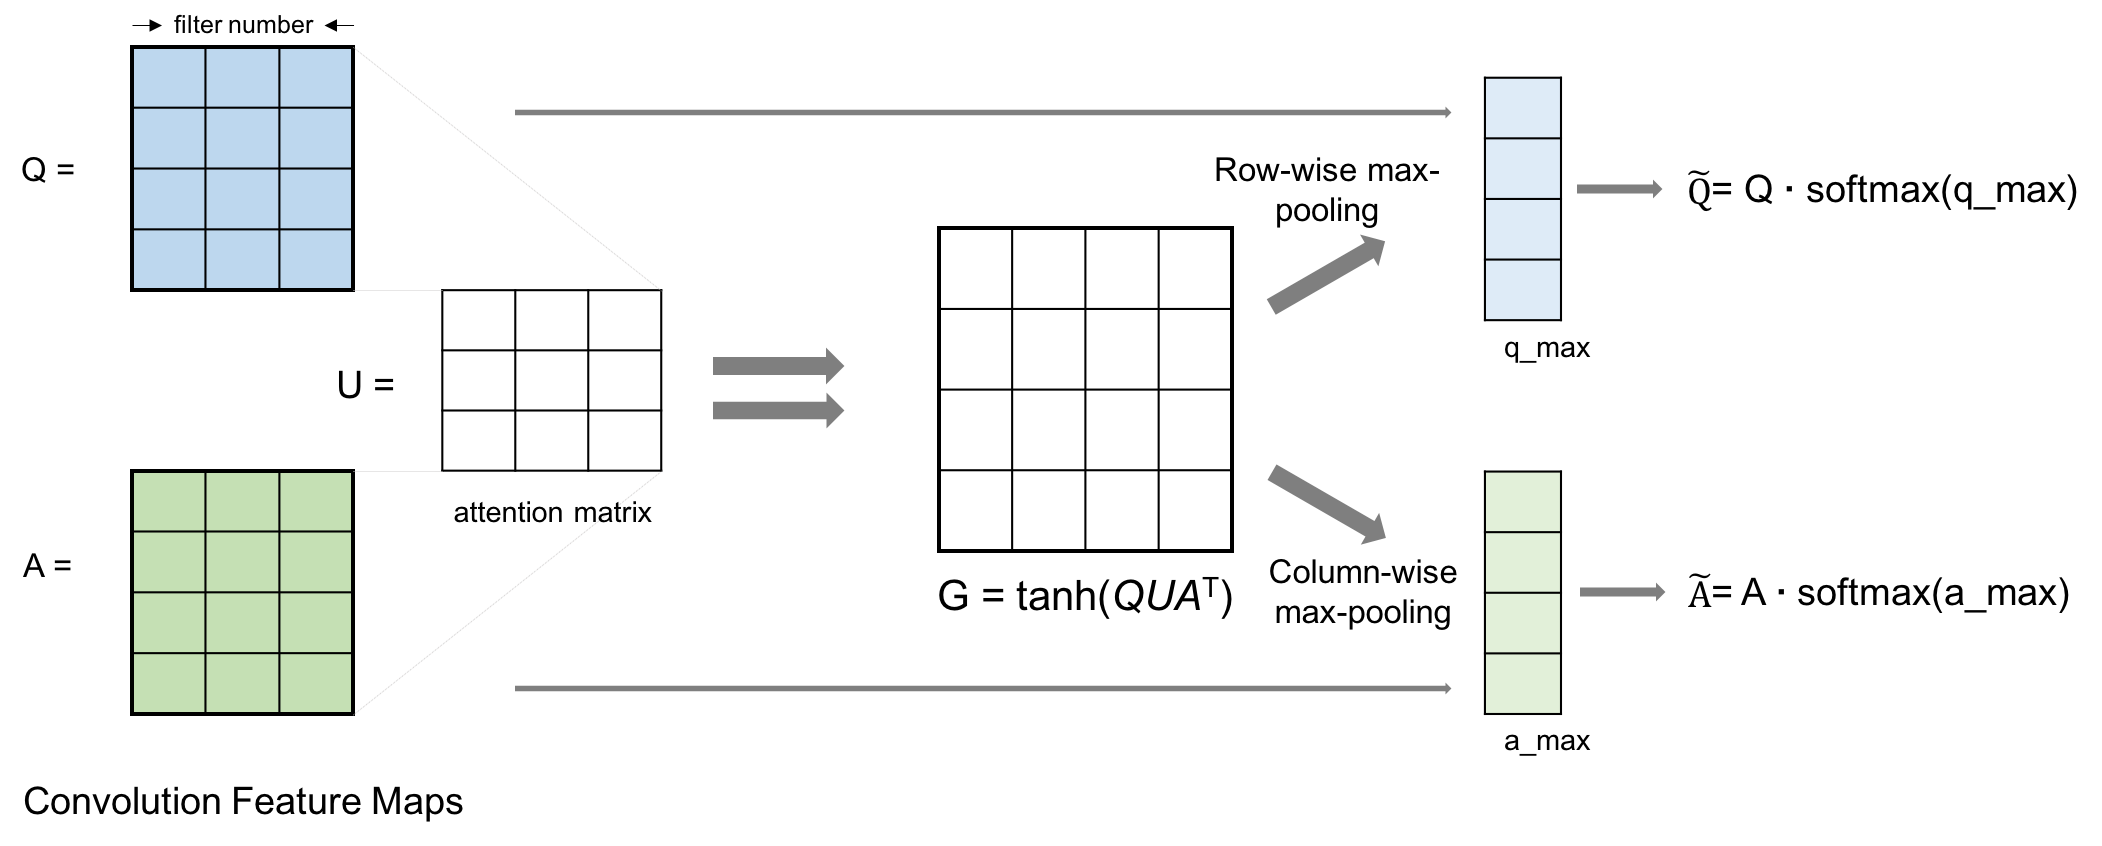 filter number
Q =
U =
attention matrix
A =
Convolution Feature Maps
G = tanh(QUAᵀ)
Row-wise max-
pooling
Column-wise
max-pooling
q_max
Q̃= Q · softmax(q_max)
a_max
Ã= A · softmax(a_max)